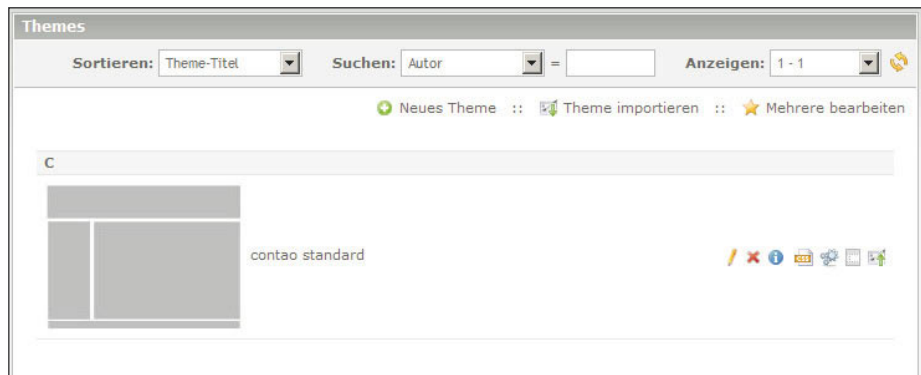 Themes
Sortieren: Theme-Titel Suchen: Autor = Anzeigen: 1 - 1
Neues Theme :: Theme importieren :: Mehrere bearbeiten
C
contao standard